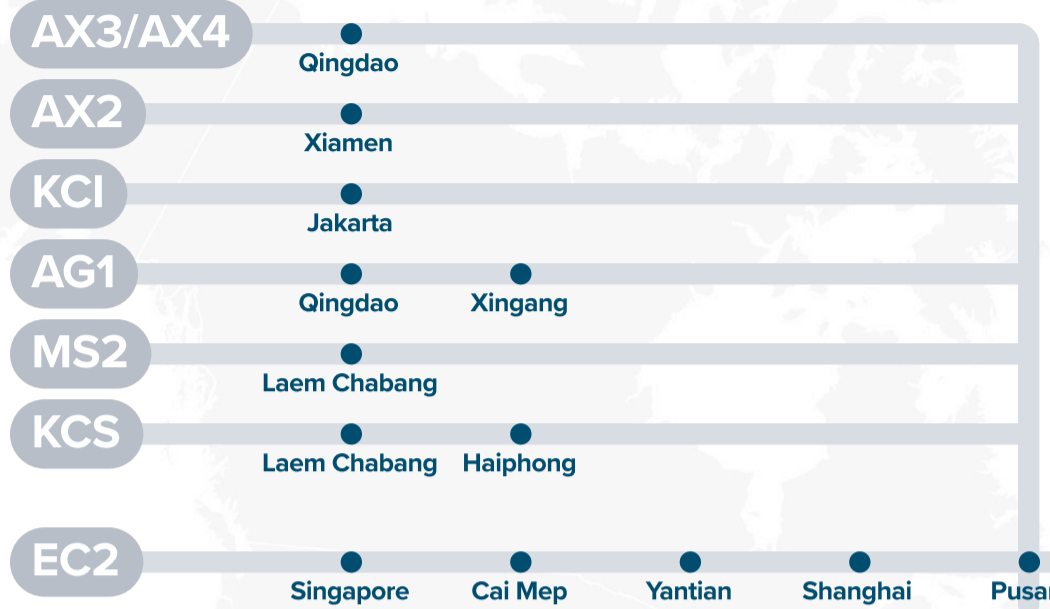 AX3/AX4
Qingdao
AX2
Xiamen
KCI
Jakarta
AG1
Qingdao Xingang
MS2
Laem Chabang
KCS
Laem Chabang Haiphong
EC2
Singapore Cai Mep Yantian Shanghai